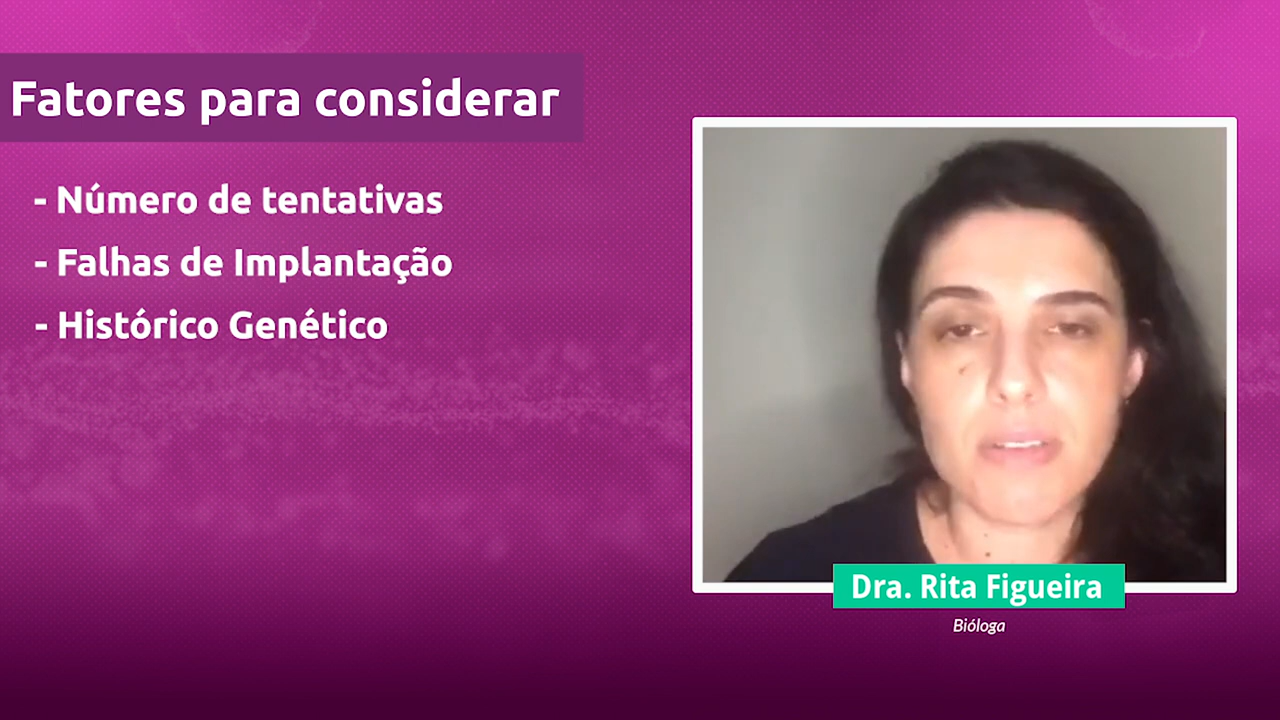 Fatores para considerar
- Número de tentativas
- Falhas de Implantação
- Histórico Genético
Dra. Rita Figueira
Bióloga